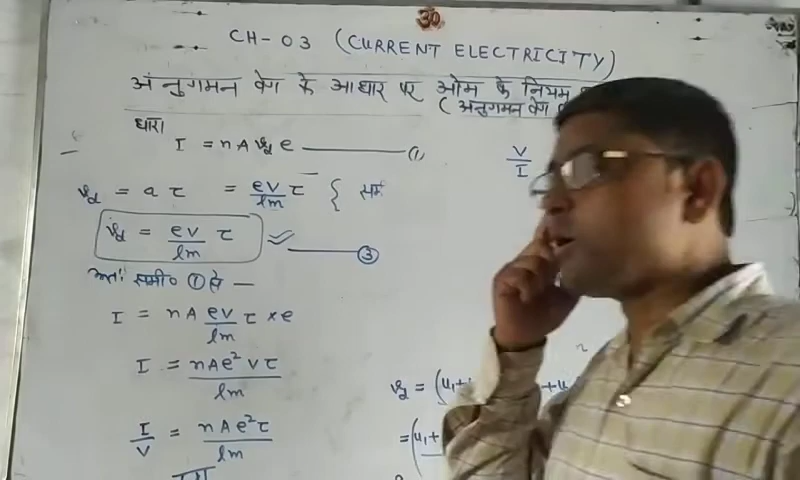 ॐ
CH-03 (CURRENT ELECTRICITY)
अनुगमन वेग के आधार पर ओम के नियम
(अनुगमन वेग
धारा
I = nAv_d e ——— ①
v_d = aτ = eV/lm τ { समी
v_d = eV/lm τ ——— ③
अतः समी० ① से —
I = nA eV/lm τ × e
I = nAe²Vτ/lm
I/V = nAe²τ/lm
V/I
v_d = (u₁+ +u
= (u₁+